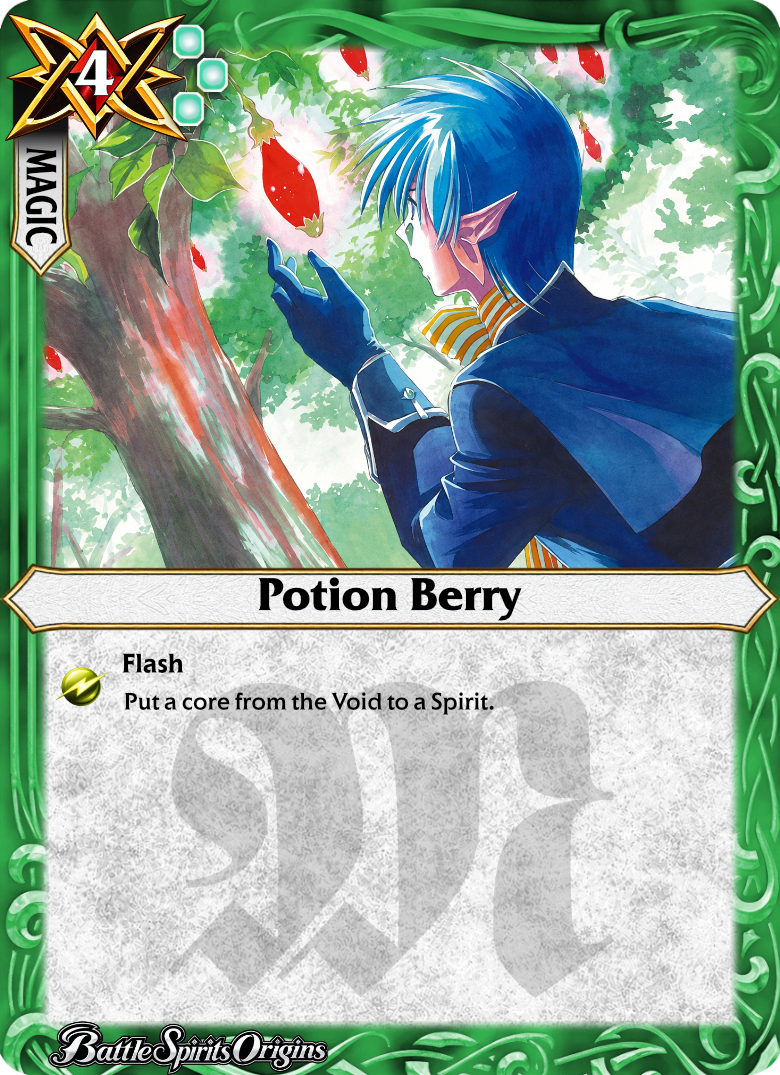 4
MAGIC
Potion Berry
Flash
Put a core from the Void to a Spirit.
M
Battle Spirits Origins